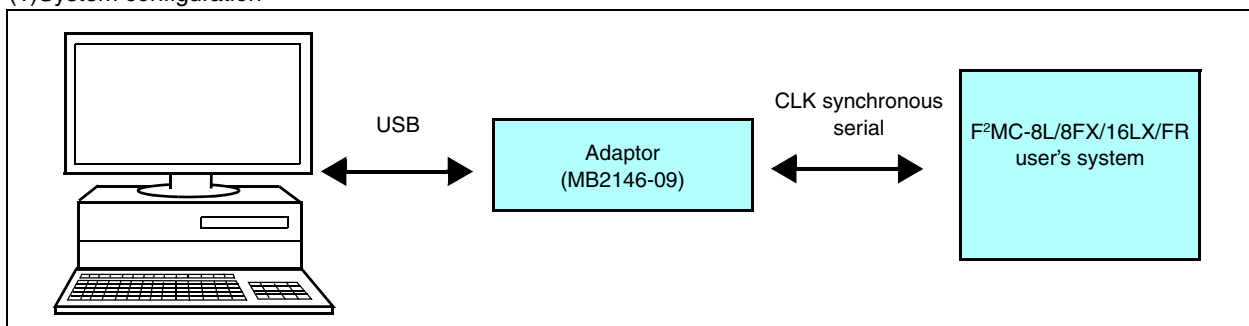 (1)System configuration
USB
Adaptor
(MB2146-09)
CLK synchronous
serial
F²MC-8L/8FX/16LX/FR
user's system